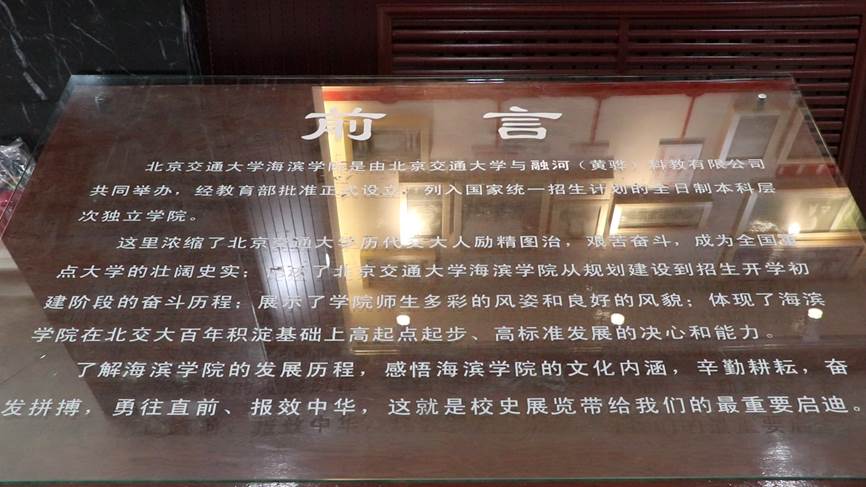 前言
北京交通大学海滨学院是由北京交通大学与融河（黄骅）科教有限公司
共同举办，经教育部批准正式设立，列入国家统一招生计划的全日制本科层
次独立学院。
这里浓缩了北京交通大学历代交大人励精图治，艰苦奋斗，成为全国重
点大学的壮阔史实；了北京交通大学海滨学院从规划建设到招生开学初
建阶段的奋斗历程；展示了学院师生多彩的风姿和良好的风貌；体现了海滨
学院在北交大百年积淀基础上高起点起步、高标准发展的决心和能力。
了解海滨学院的发展历程，感悟海滨学院的文化内涵，辛勤耕耘，奋
发拼搏，勇往直前、报效中华，这就是校史展览带给我们的最重要启迪。